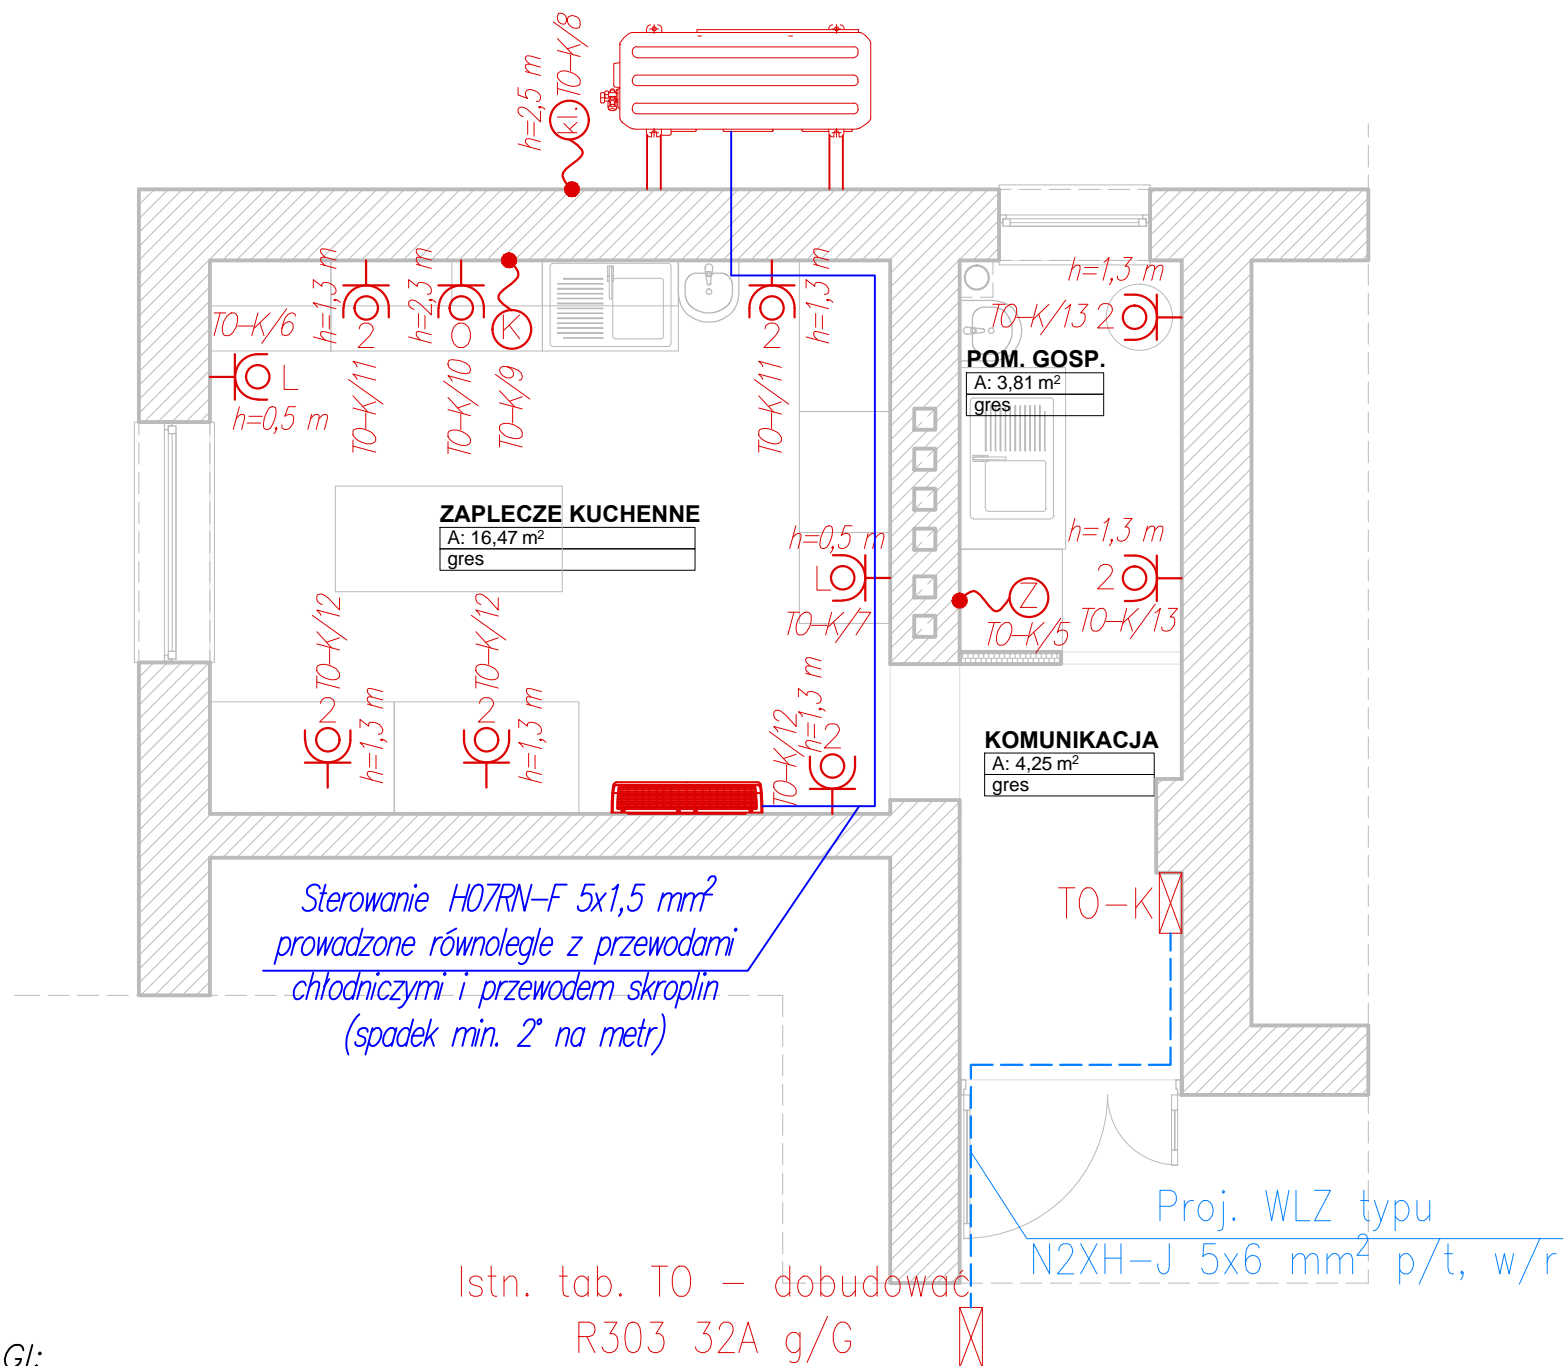 h=2,5 m
TO-K/8
kl.
TO-K/6
L
h=0,5 m
h=1,3 m
2
TO-K/11
h=2,3 m
O
TO-K/10
K
TO-K/9
h=1,3 m
2
TO-K/11
h=1,3 m
TO-K/13
2
POM. GOSP.
A: 3,81 m²
gres
ZAPLECZE KUCHENNE
A: 16,47 m²
gres
h=0,5 m
L
TO-K/7
h=1,3 m
2
TO-K/13
Z
TO-K/5
TO-K/12
2
h=1,3 m
TO-K/12
2
h=1,3 m
TO-K/12
h=1,3 m
2
KOMUNIKACJA
A: 4,25 m²
gres
TO-K
Sterowanie H07RN-F 5x1,5 mm²
prowadzone równolegle z przewodami
chłodniczymi i przewodem skroplin
(spadek min. 2° na metr)
Proj. WLZ typu
N2XH-J 5x6 mm² p/t, w/r
Istn. tab. TO - dobudować
R303 32A g/G
GI: